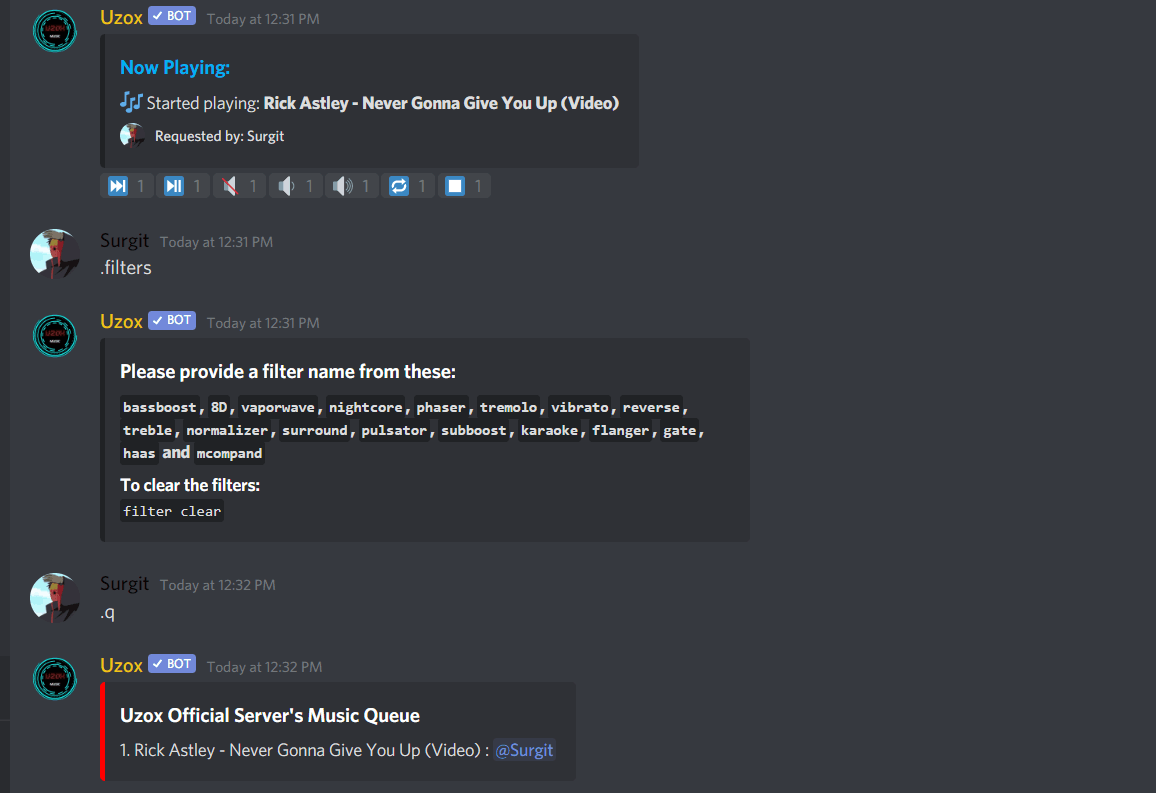 Uzox ✓ BOT Today at 12:31 PM
Now Playing:
🎶 Started playing: Rick Astley - Never Gonna Give You Up (Video)
Requested by: Surgit
⏭ 1 ⏯ 1 🔇 1 🔈 1 🔊 1 🔁 1 ⏹ 1
Surgit Today at 12:31 PM
.filters
Uzox ✓ BOT Today at 12:31 PM
Please provide a filter name from these:
bassboost, 8D, vaporwave, nightcore, phaser, tremolo, vibrato, reverse,
treble, normalizer, surround, pulsator, subboost, karaoke, flanger, gate,
haas and mcompand
To clear the filters:
filter clear
Surgit Today at 12:32 PM
.q
Uzox ✓ BOT Today at 12:32 PM
Uzox Official Server's Music Queue
1. Rick Astley - Never Gonna Give You Up (Video) : @Surgit